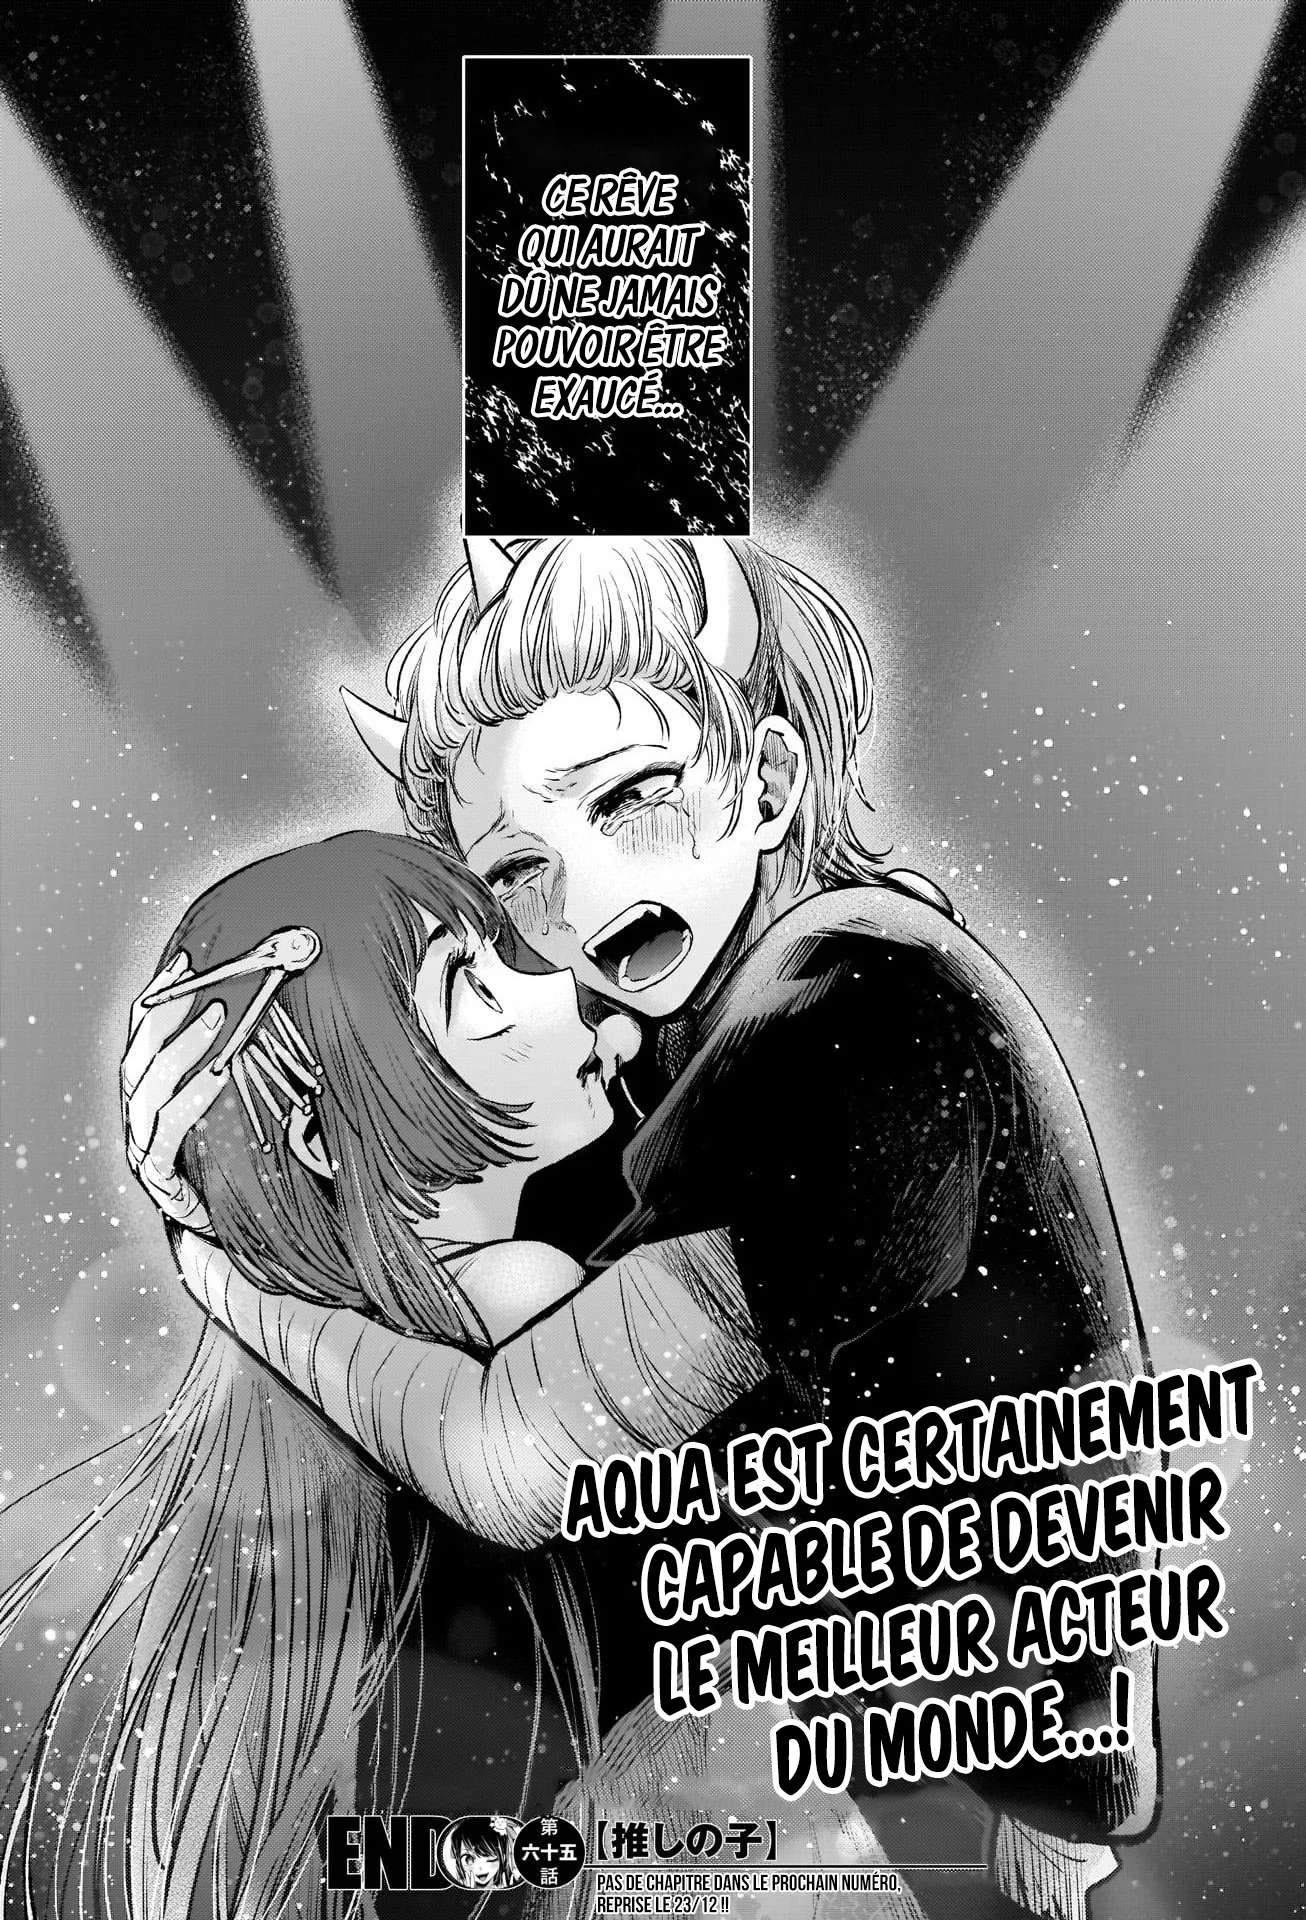 CE RÊVE
QUI AURAIT
DÛ NE JAMAIS
POUVOIR ÊTRE
EXAUCÉ...
AQUA EST CERTAINEMENT
CAPABLE DE DEVENIR
LE MEILLEUR ACTEUR
DU MONDE...!
END
第六十五話
【推しの子】
PAS DE CHAPITRE DANS LE PROCHAIN NUMÉRO,
REPRISE LE 23/12 !!